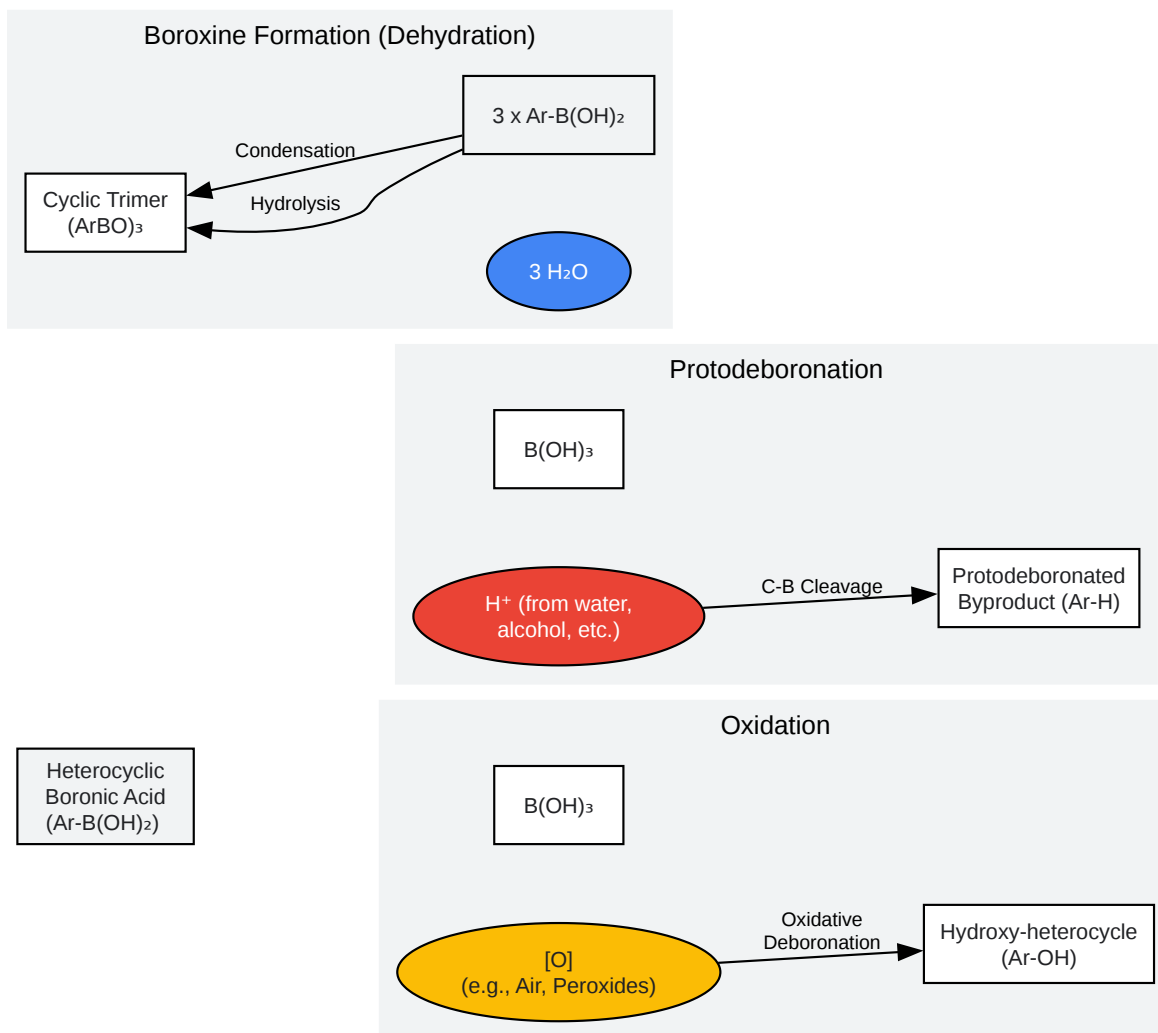 Boroxine Formation (Dehydration)
3 x Ar-B(OH)₂
Condensation
Cyclic Trimer
(ArBO)₃
Hydrolysis
3 H₂O
Protodeboronation
B(OH)₃
H⁺ (from water,
alcohol, etc.)
C-B Cleavage
Protodeboronated
Byproduct (Ar-H)
Oxidation
Heterocyclic
Boronic Acid
(Ar-B(OH)₂)
B(OH)₃
[O]
(e.g., Air, Peroxides)
Oxidative
Deboronation
Hydroxy-heterocycle
(Ar-OH)